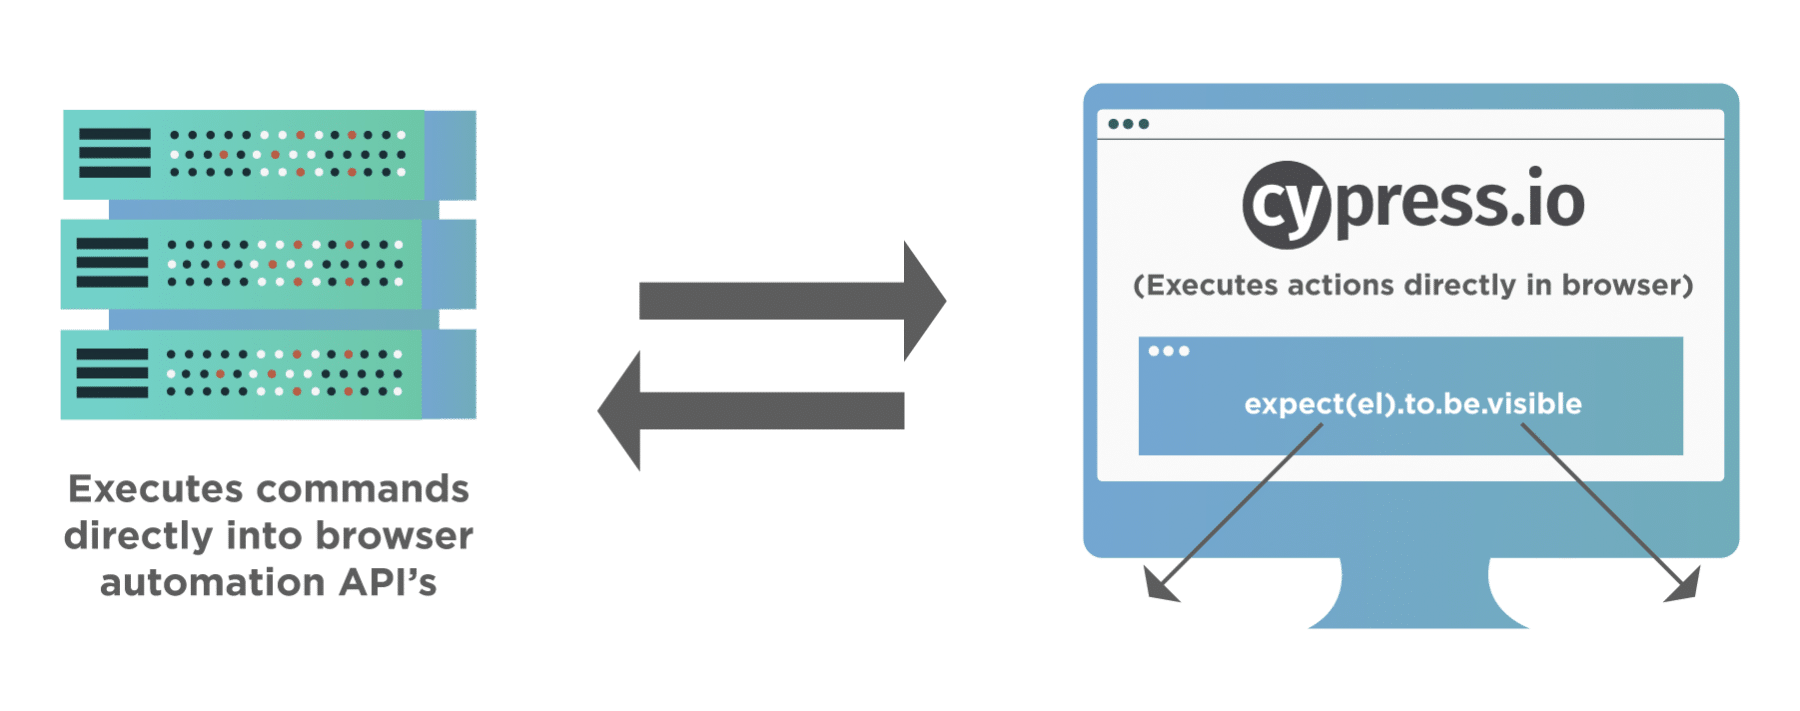 Executes commands
directly into browser
automation API’s
cypress.io
(Executes actions directly in browser)
expect(el).to.be.visible